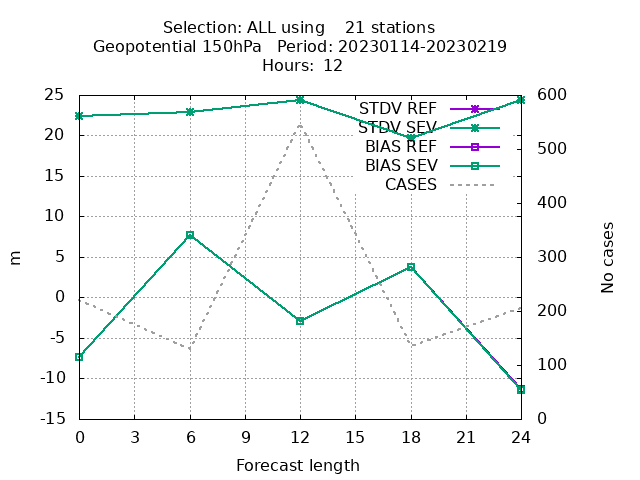 Selection: ALL using    21 stations
Geopotential 150hPa   Period: 20230114-20230219
Hours: 12
25
20
15
10
5
0
-5
-10
-15
m
600
500
400
300
200
100
0
No cases
STDV REF
STDV SEV
BIAS REF
BIAS SEV
CASES
0 3 6 9 12 15 18 21 24
Forecast length